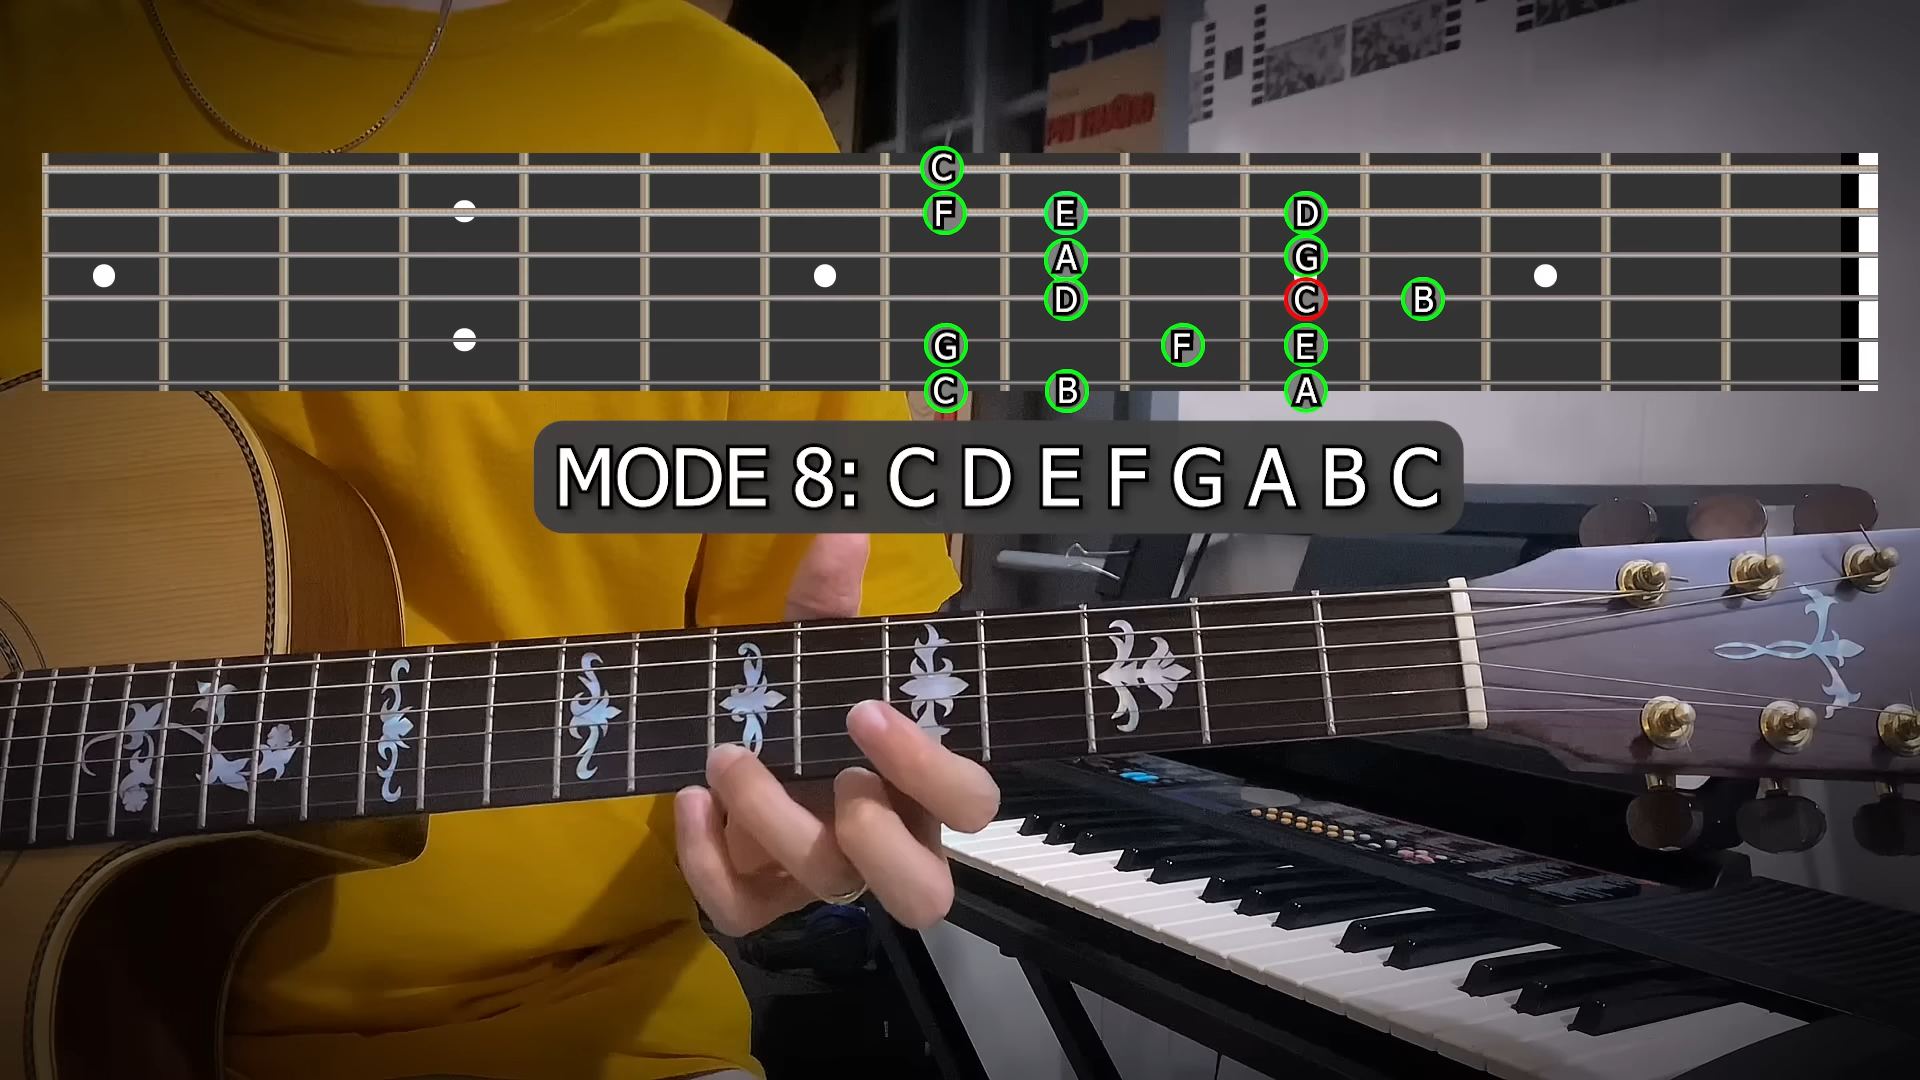 C
F E D
A G
D C B
G F E
C B A
MODE 8: C D E F G A B C